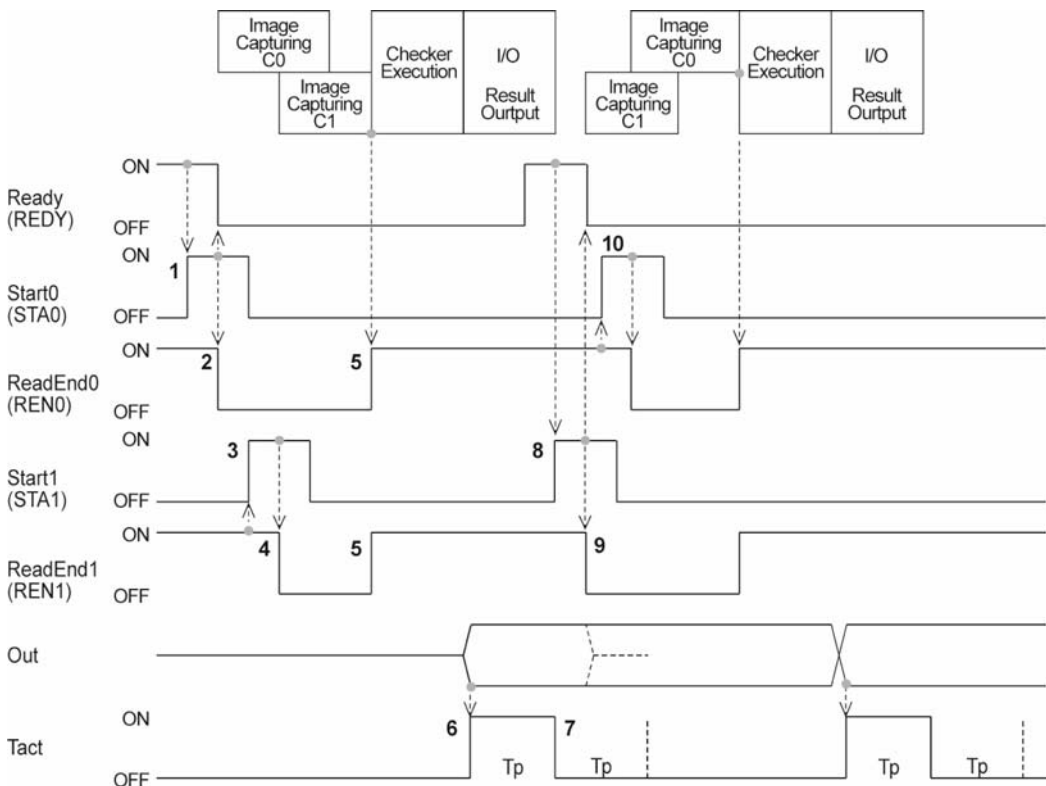 Image
Capturing
C0
Image
Capturing
C1
Checker
Execution
I/O
Result
Ourtput
Image
Capturing
C0
Image
Capturing
C1
Checker
Execution
I/O
Result
Ourtput
Ready
(REDY)
ON
OFF
Start0
(STA0)
ON
1
10
OFF
ReadEnd0
(REN0)
ON
2
5
OFF
Start1
(STA1)
ON
3
8
OFF
ReadEnd1
(REN1)
ON
4
5
9
OFF
Out
Tact
ON
6
7
Tp
Tp
Tp
Tp
OFF